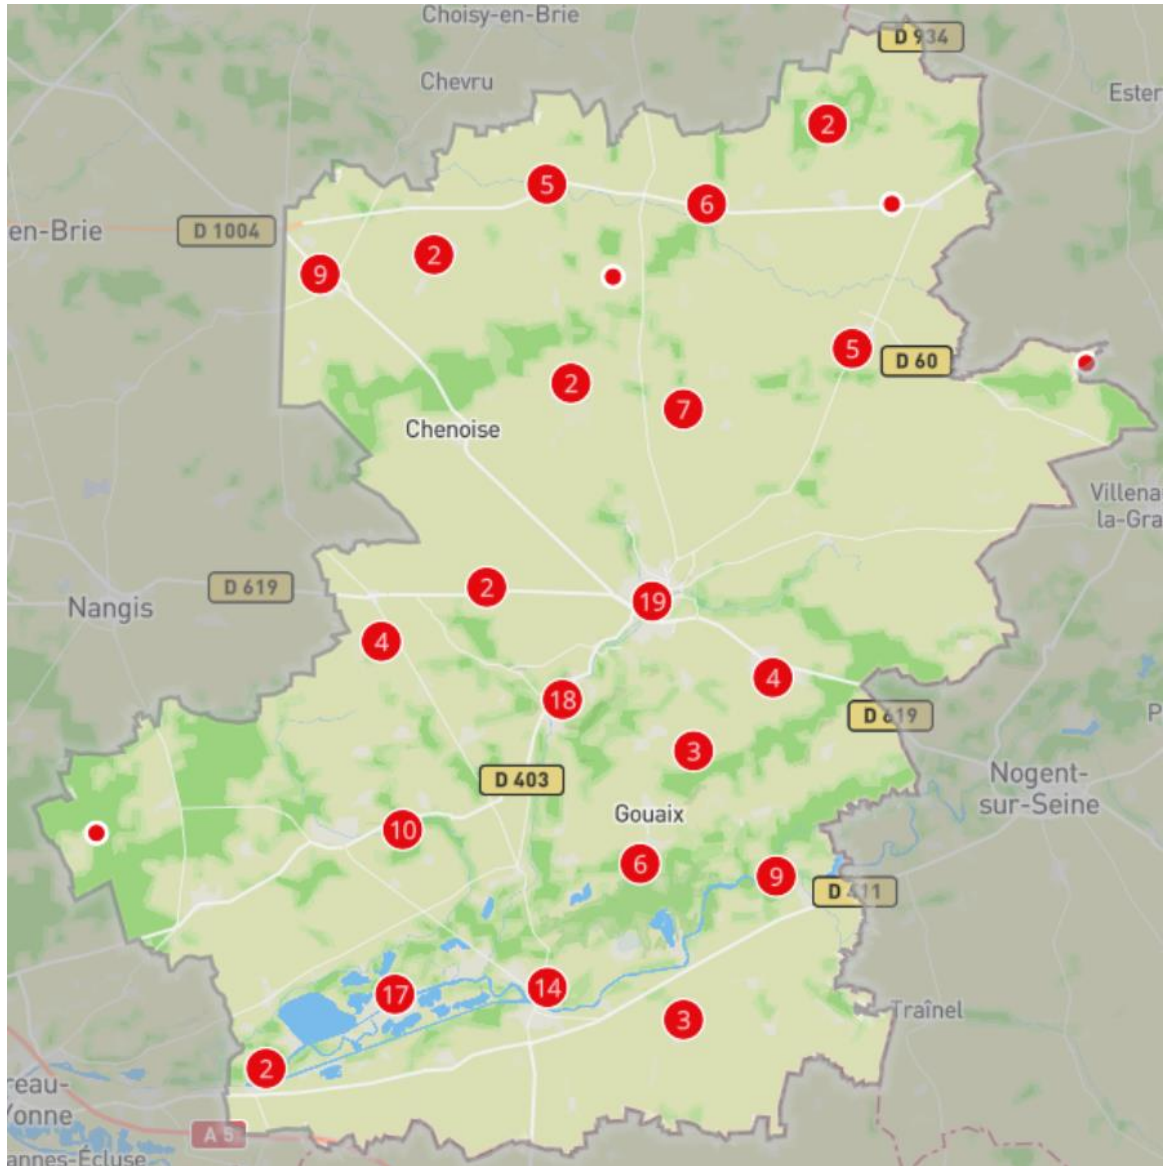 Choisy-en-Brie
D 934
Chevru
Ester
2
5
6
en-Brie
D 1004
2
9
5
D 60
2
7
Chenoise
Villena
la-Gra
D 619
2
Nangis
19
4
4
18
D 619
P
3
D 403
Nogent-
sur-Seine
Gouaix
10
6
9
D 411
17
14
Traînel
3
2
reau-
Yonne
A 5
annes-Écluse